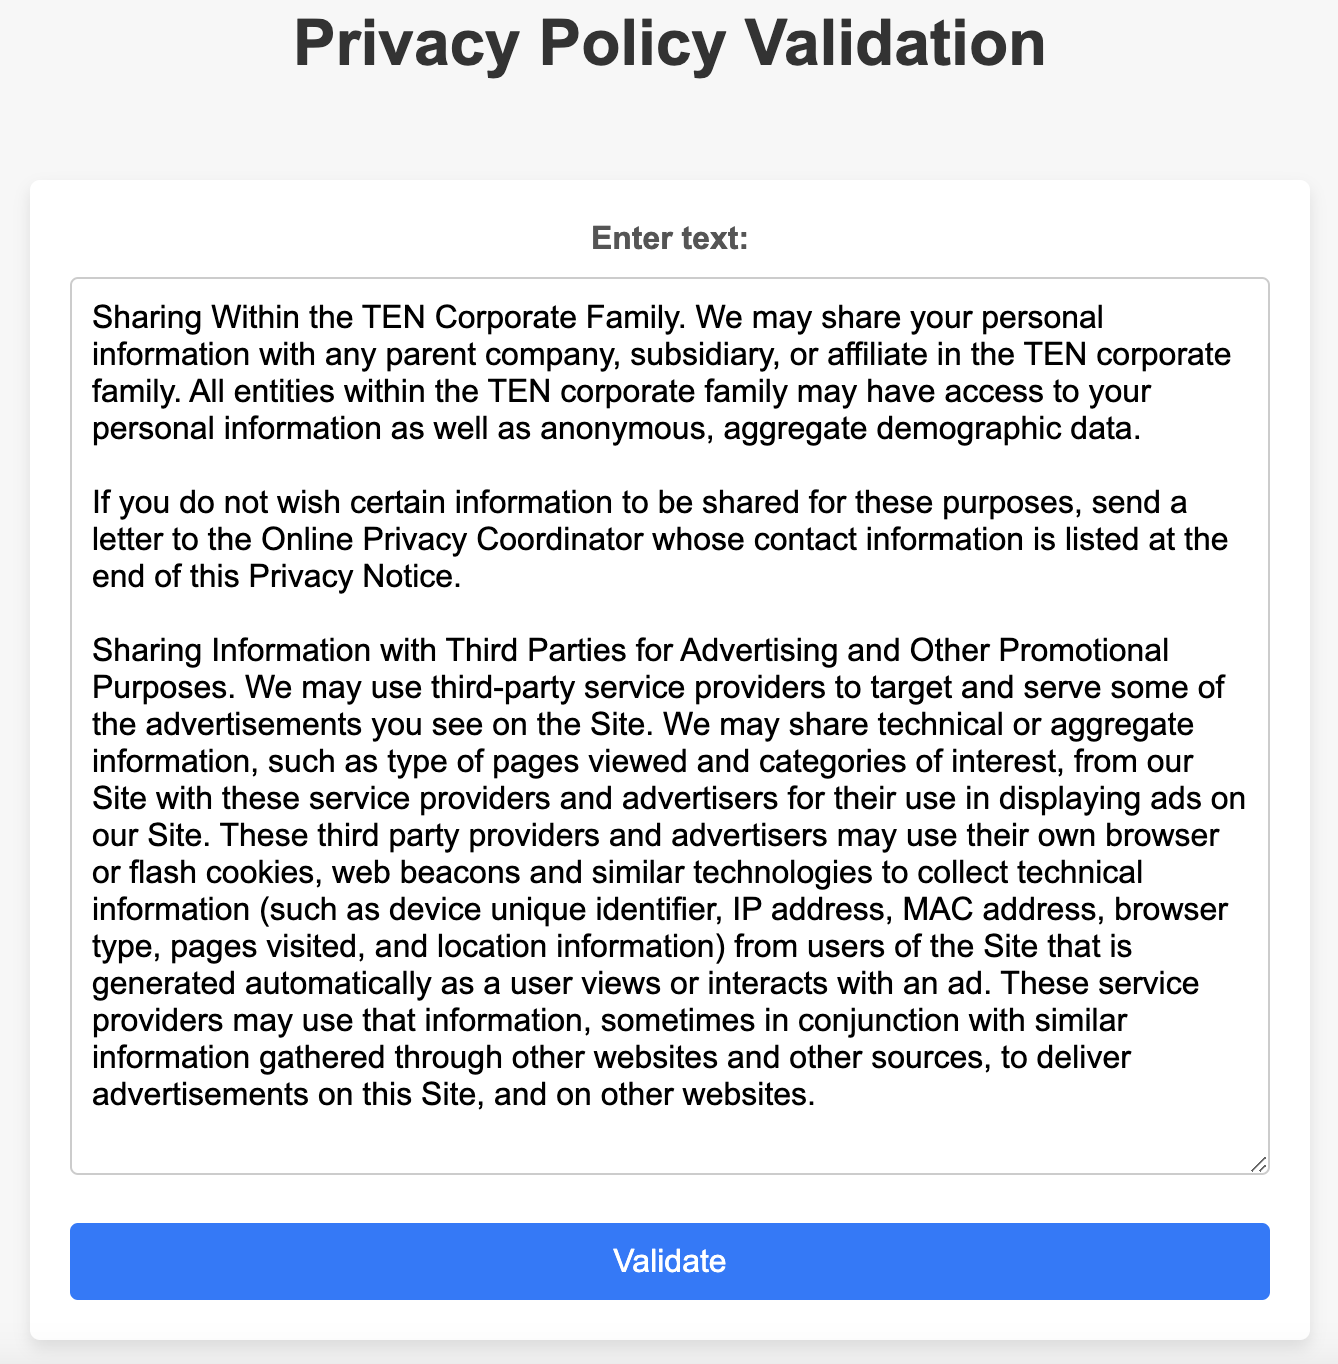 Privacy Policy Validation
Enter text:
Sharing Within the TEN Corporate Family. We may share your personal
information with any parent company, subsidiary, or affiliate in the TEN corporate
family. All entities within the TEN corporate family may have access to your
personal information as well as anonymous, aggregate demographic data.
If you do not wish certain information to be shared for these purposes, send a
letter to the Online Privacy Coordinator whose contact information is listed at the
end of this Privacy Notice.
Sharing Information with Third Parties for Advertising and Other Promotional
Purposes. We may use third-party service providers to target and serve some of
the advertisements you see on the Site. We may share technical or aggregate
information, such as type of pages viewed and categories of interest, from our
Site with these service providers and advertisers for their use in displaying ads on
our Site. These third party providers and advertisers may use their own browser
or flash cookies, web beacons and similar technologies to collect technical
information (such as device unique identifier, IP address, MAC address, browser
type, pages visited, and location information) from users of the Site that is
generated automatically as a user views or interacts with an ad. These service
providers may use that information, sometimes in conjunction with similar
information gathered through other websites and other sources, to deliver
advertisements on this Site, and on other websites.
Validate